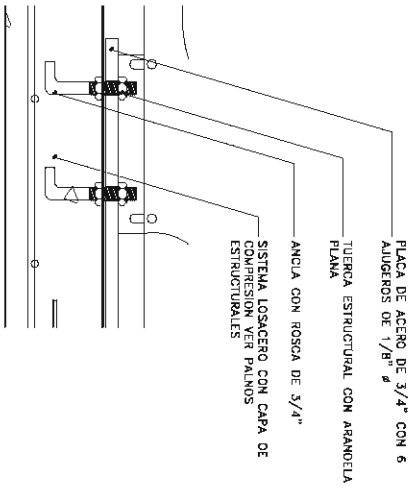 PLACA DE ACERO DE 3/4" CON 6
AJUGEROS DE 1/8" ø
TUERCA ESTRUCTURAL CON ARANDELA
PLANA
ANCLA CON ROSCA DE 3/4"
SISTEMA LOSACERO CON CAPA DE
COMPRESION VER PALNOS
ESTRUCTURALES